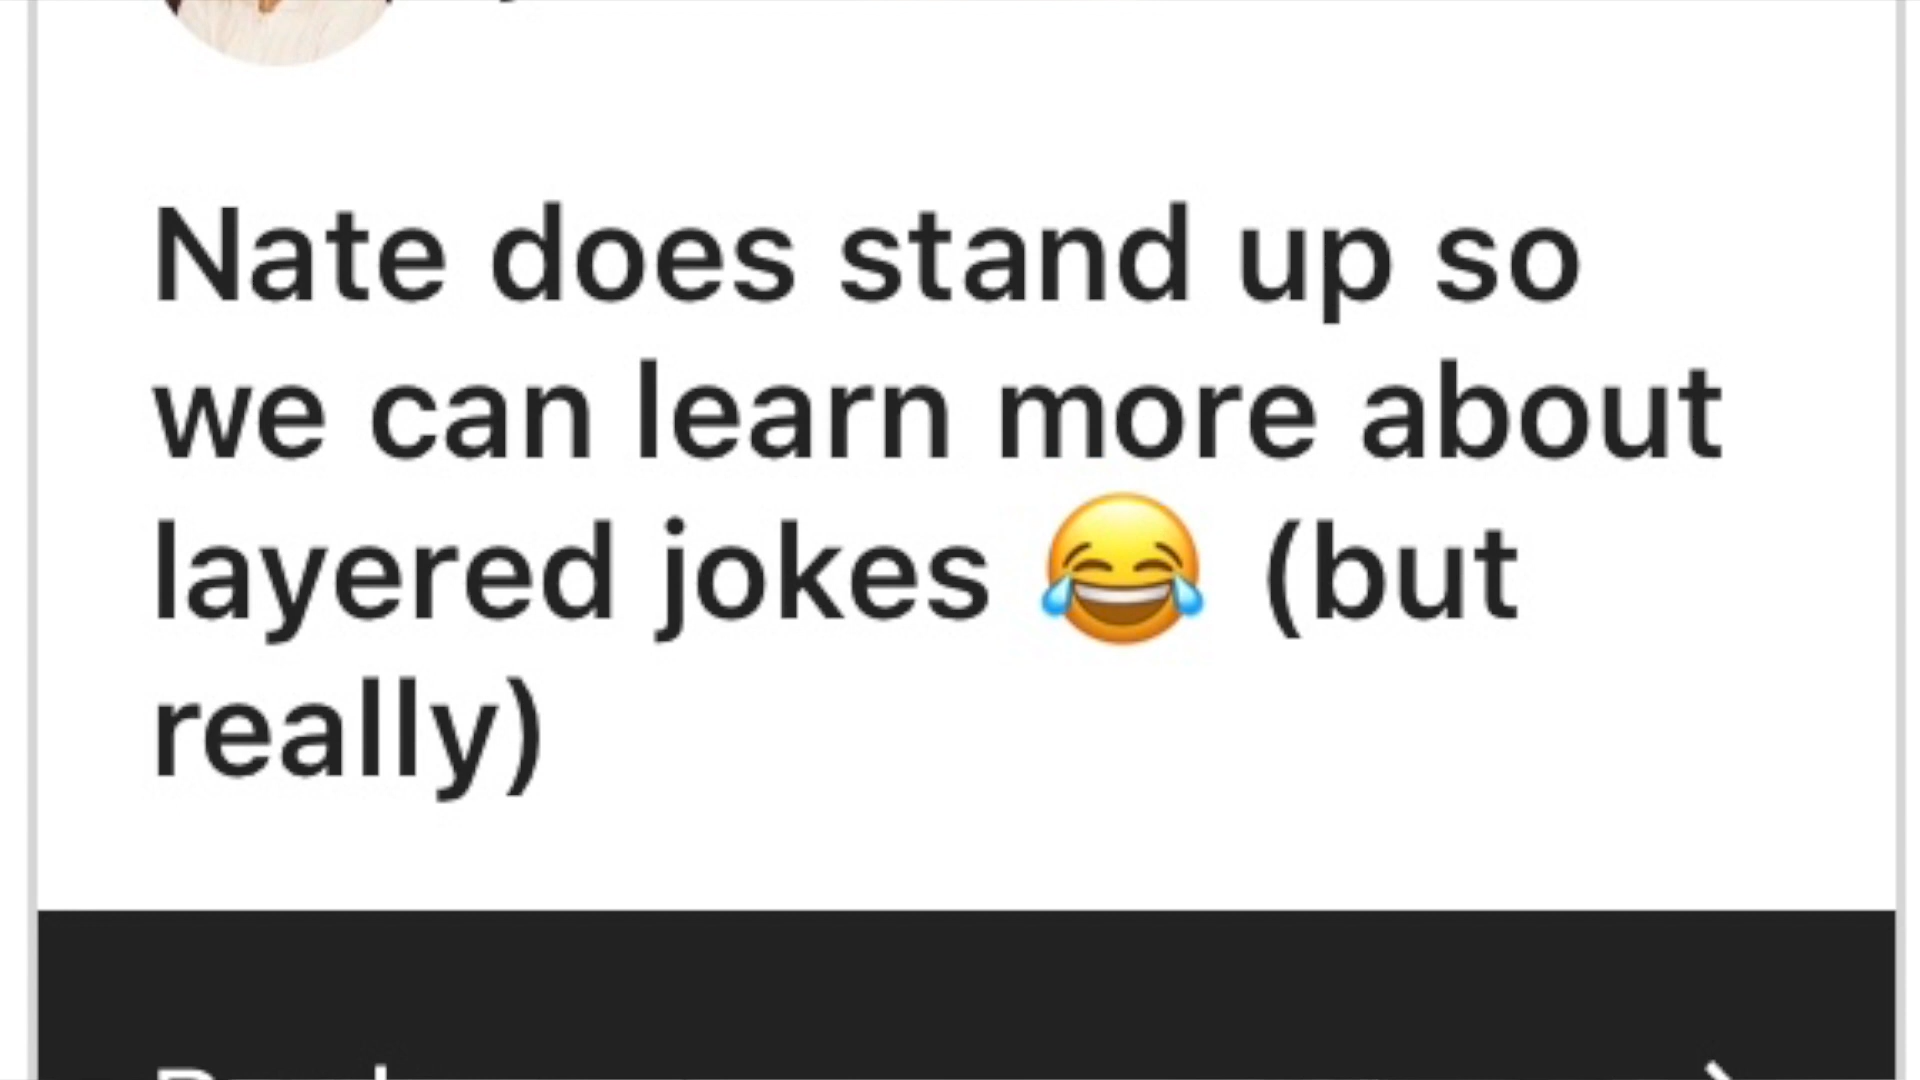 Nate does stand up so
we can learn more about
layered jokes 😂 (but
really)